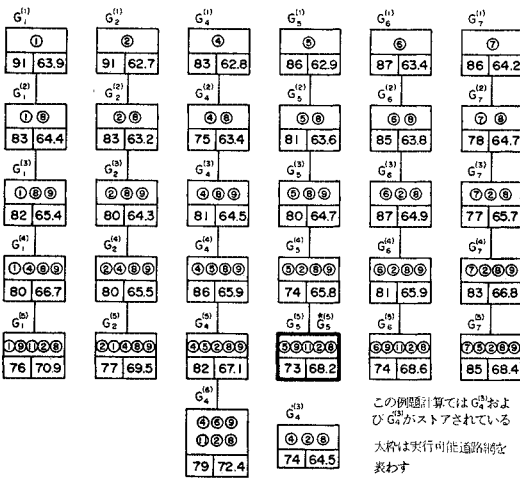 G₁⁽¹⁾ G₂⁽¹⁾ G₄⁽¹⁾ G₅⁽¹⁾ G₆⁽¹⁾ G₇⁽¹⁾
① ② ④ ⑤ ⑥ ⑦
91 63.9 91 62.7 83 62.8 86 62.9 87 63.4 86 64.2
G₁⁽²⁾ G₂⁽²⁾ G₄⁽²⁾ G₅⁽²⁾ G₆⁽²⁾ G₇⁽²⁾
①⑧ ②⑧ ④⑧ ⑤⑧ ⑥⑧ ⑦⑧
83 64.4 83 63.2 75 63.4 81 63.6 85 63.8 78 64.7
G₁⁽³⁾ G₂⁽³⁾ G₄⁽³⁾ G₅⁽³⁾ G₆⁽³⁾ G₇⁽³⁾
①⑧⑨ ②⑧⑨ ④⑧⑨ ⑤⑧⑨ ⑥②⑧ ⑦②⑧
82 65.4 80 64.3 81 64.5 80 64.7 87 64.9 77 65.7
G₁⁽⁴⁾ G₂⁽⁴⁾ G₄⁽⁴⁾ G₅⁽⁴⁾ G₆⁽⁴⁾ G₇⁽⁴⁾
①④⑧⑨ ②④⑧⑨ ④⑤⑧⑨ ⑤②⑧⑨ ⑥②⑧⑨ ⑦②⑧⑨
80 66.7 80 65.5 86 65.9 74 65.8 81 65.9 83 66.8
G₁⁽⁵⁾ G₂⁽⁵⁾ G₄⁽⁵⁾ G₅⁽⁵⁾ G₅*⁽⁵⁾ G₆⁽⁵⁾ G₇⁽⁵⁾
①⑨⑪②⑧ ②①④⑧⑨ ④⑤②⑧⑨ ⑤⑨⑪②⑧ ⑥⑨⑪②⑧ ⑦⑤②⑧⑨
76 70.9 77 69.5 82 67.1 73 68.2 74 68.6 85 68.4
G₄⁽⁶⁾ G₄'⁽³⁾
④⑥⑨
⑪②⑧ ④②⑧
79 72.4 74 64.5
この例題計算ではG₄⁽³⁾およ
びG₄'⁽³⁾がストアされている
太枠は実行可能道路網を
表わす